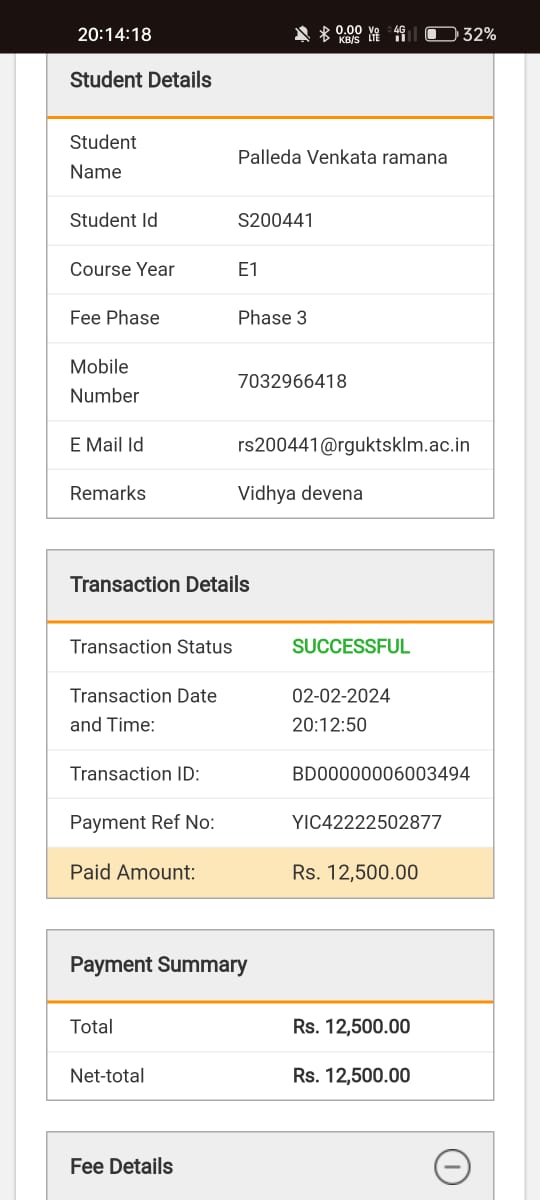 20:14:18
0.00 KB/S
Vo LTE
4G
32%
Student Details
Student Name
Palleda Venkata ramana
Student Id
S200441
Course Year
E1
Fee Phase
Phase 3
Mobile Number
7032966418
E Mail Id
rs200441@rguktsklm.ac.in
Remarks
Vidhya devena
Transaction Details
Transaction Status
SUCCESSFUL
Transaction Date and Time:
02-02-2024 20:12:50
Transaction ID:
BD00000006003494
Payment Ref No:
YIC42222502877
Paid Amount:
Rs. 12,500.00
Payment Summary
Total
Rs. 12,500.00
Net-total
Rs. 12,500.00
Fee Details